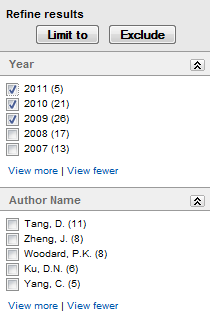 Refine results
Limit to Exclude
Year
2011 (5)
2010 (21)
2009 (26)
2008 (17)
2007 (13)
View more | View fewer
Author Name
Tang, D. (11)
Zheng, J. (8)
Woodard, P.K. (8)
Ku, D.N. (6)
Yang, C. (5)
View more | View fewer